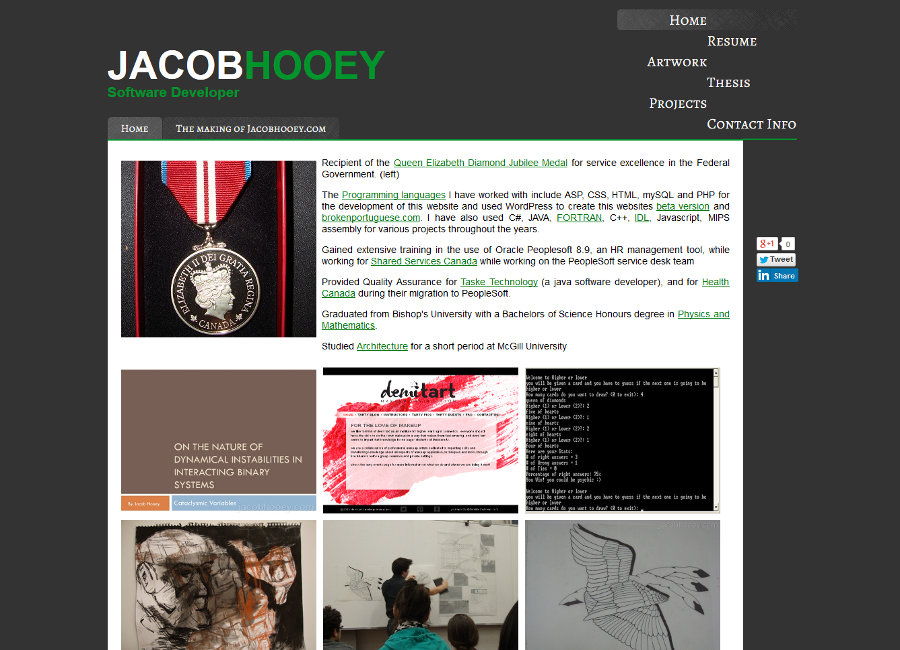 Home
Resume
Artwork
Thesis
Projects
Contact Info
JACOBHOOEY
Software Developer
Home
The making of Jacobhooey.com
ELIZABETH II DEI GRATIA REGINA
CANADA
Recipient of the Queen Elizabeth Diamond Jubilee Medal for service excellence in the Federal
Government. (left)
The Programming languages I have worked with include ASP, CSS, HTML, mySQL and PHP for
the development of this website and used WordPress to create this websites beta version and
brokenportuguese.com. I have also used C#, JAVA, FORTRAN, C++, IDL, Javascript, MIPS
assembly for various projects throughout the years.
Gained extensive training in the use of Oracle Peoplesoft 8.9, an HR management tool, while
working for Shared Services Canada while working on the PeopleSoft service desk team
Provided Quality Assurance for Taske Technology (a java software developer), and for Health
Canada during their migration to PeopleSoft.
Graduated from Bishop's University with a Bachelors of Science Honours degree in Physics and
Mathematics.
Studied Architecture for a short period at McGill University
g+1 0
Tweet
in Share
ON THE NATURE OF
DYNAMICAL INSTABILITIES IN
INTERACTING BINARY
SYSTEMS
By Jacob Hooey
Cataclysmic Variables
demitart
FOR THE LOVE OF MAKEUP
Welcome to Higher or lower
you will be given a card and you have to guess if the next one is going to be
higher or lower
How many cards do you want to draw? (0 to exit): 4
queen of diamonds
Higher (1) or Lower (2)?: 2
five of hearts
Higher (1) or Lower (2)?: 1
nine of hearts
Higher (1) or Lower (2)?: 2
eight of hearts
Higher (1) or Lower (2)?: 1
four of hearts
Here are your Stats:
# of right answers = 3
# of wrong answers = 1
# of Ties = 0
Percentage of right answers: 75%
You Win! you could be psychic :)
Welcome to Higher or lower
you will be given a card and you have to guess if the next one is going to be
higher or lower
How many cards do you want to draw? (0 to exit):